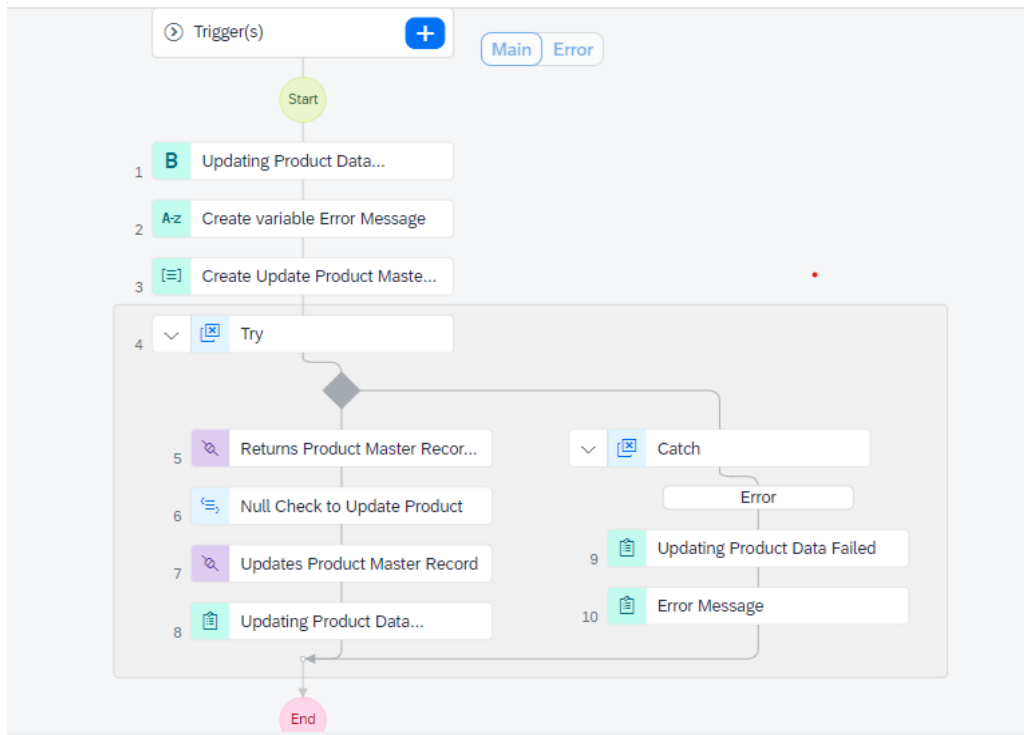 Trigger(s)
+
Main Error
Start
1 B Updating Product Data...
2 A-z Create variable Error Message
3 Create Update Product Maste...
4 Try
5 Returns Product Master Recor...
Catch
Error
6 Null Check to Update Product
7 Updates Product Master Record
8 Updating Product Data...
9 Updating Product Data Failed
10 Error Message
End